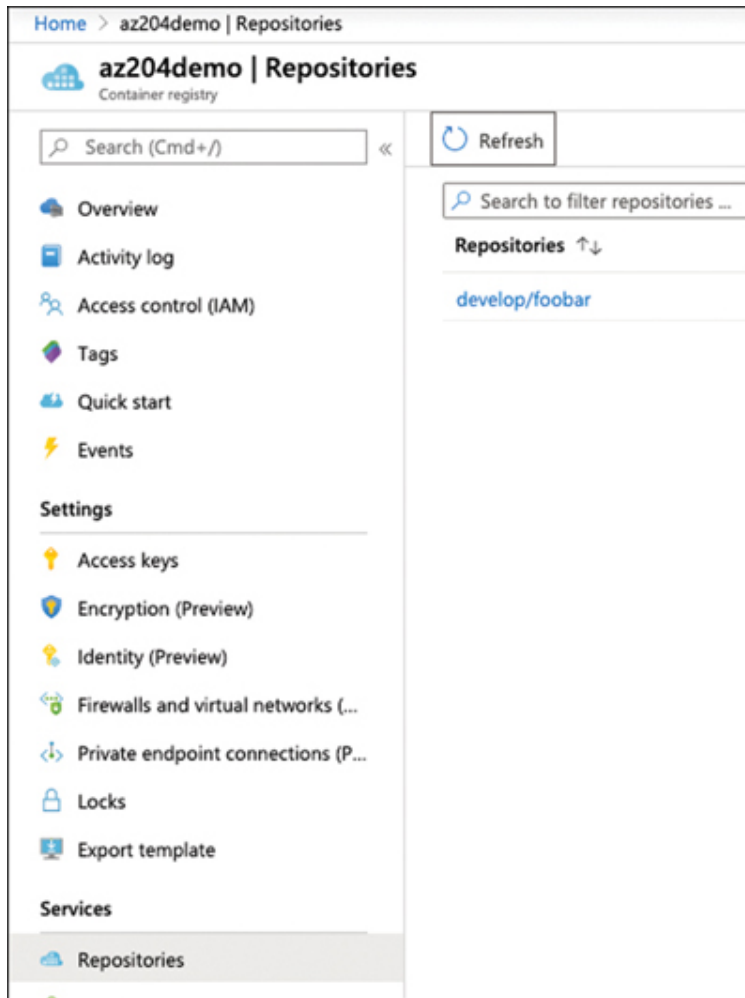 Home > az204demo | Repositories
az204demo | Repositories
Container registry
Search (Cmd+/)
«
Overview
Activity log
Access control (IAM)
Tags
Quick start
Events
Settings
Access keys
Encryption (Preview)
Identity (Preview)
Firewalls and virtual networks (...
Private endpoint connections (P...
Locks
Export template
Services
Repositories
Refresh
Search to filter repositories ...
Repositories ↑↓
develop/foobar